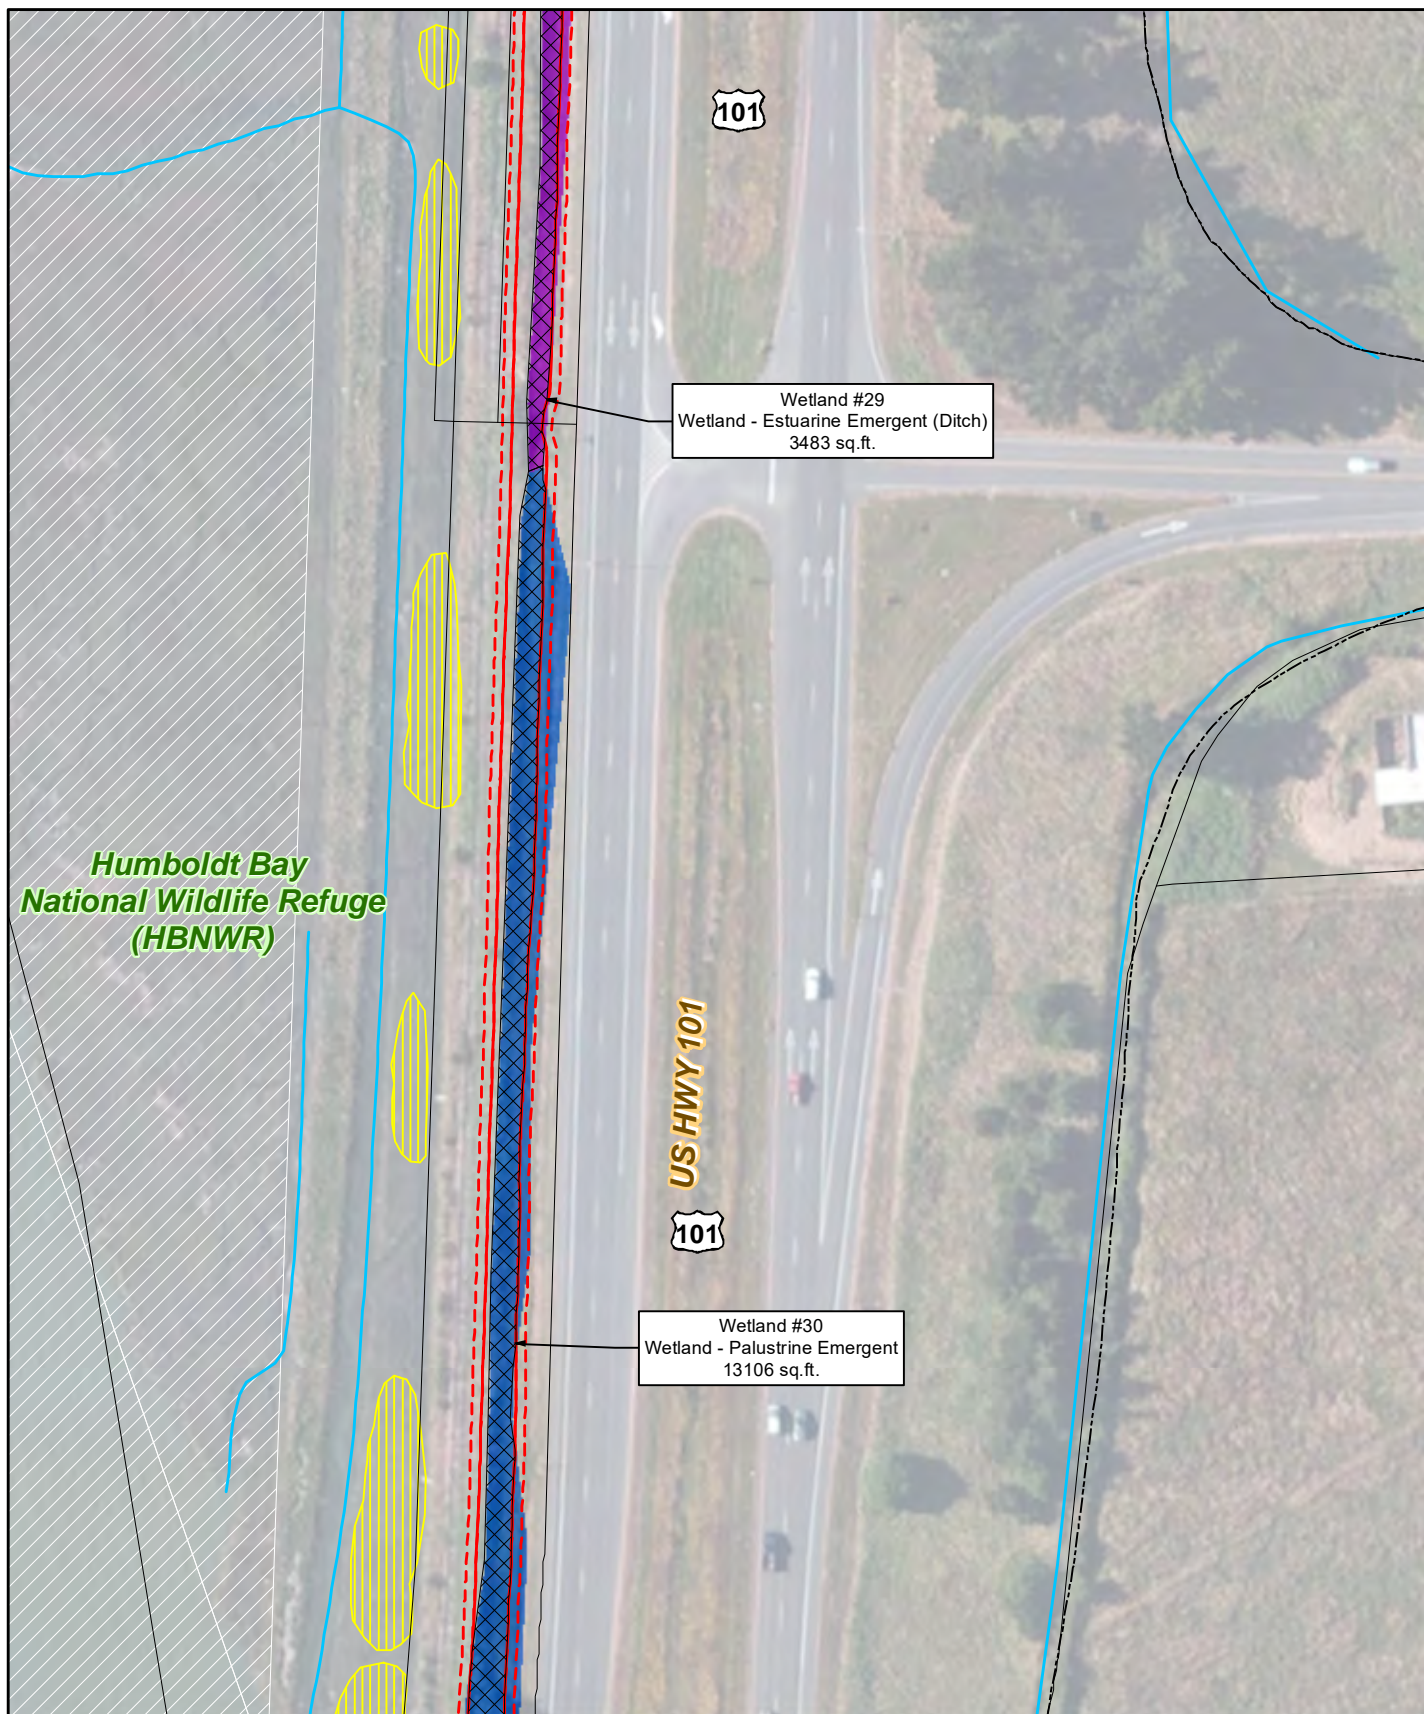 101
Wetland #29
Wetland - Estuarine Emergent (Ditch)
3483 sq.ft.
Humboldt Bay
National Wildlife Refuge
(HBNWR)
US HWY 101
101
Wetland #30
Wetland - Palustrine Emergent
13106 sq.ft.